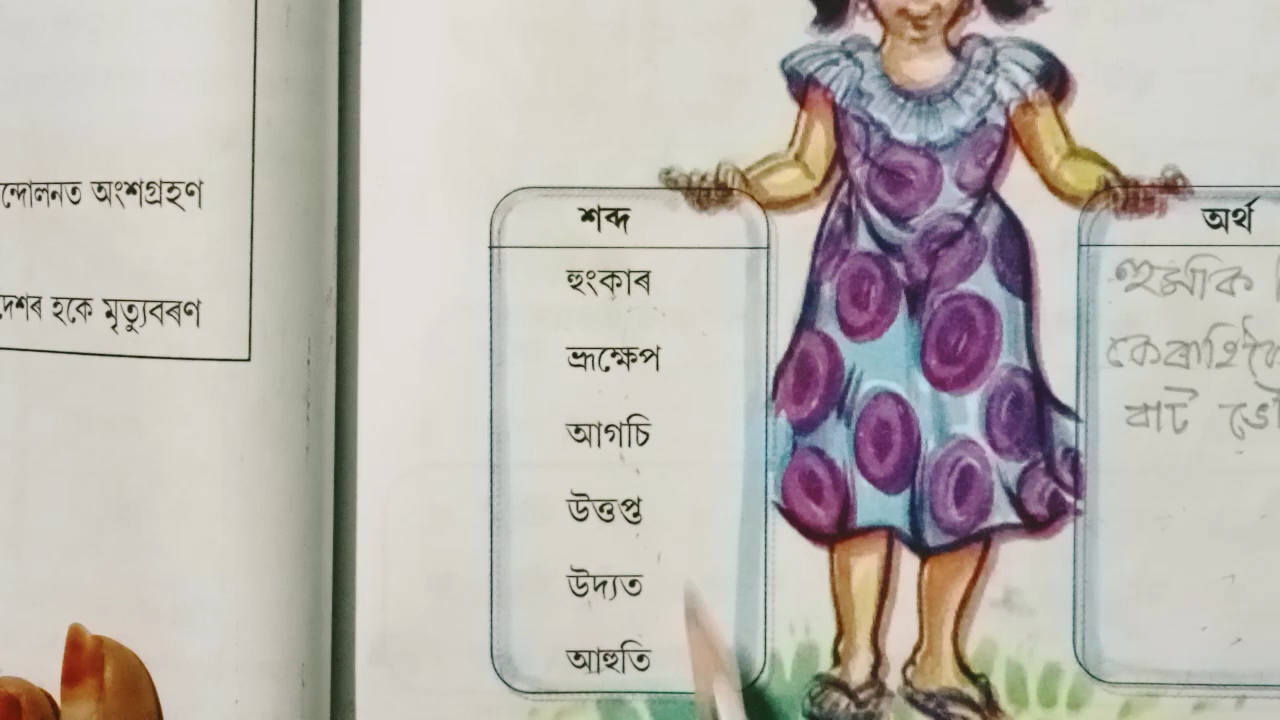 ন্দোলনত অংশগ্ৰহণ
দেশৰ হকে মৃত্যুবৰণ
শব্দ
হুংকাৰ
ভ্ৰূক্ষেপ
আগচি
উত্তপ্ত
উদ্যত
আহুতি
অৰ্থ
বাট